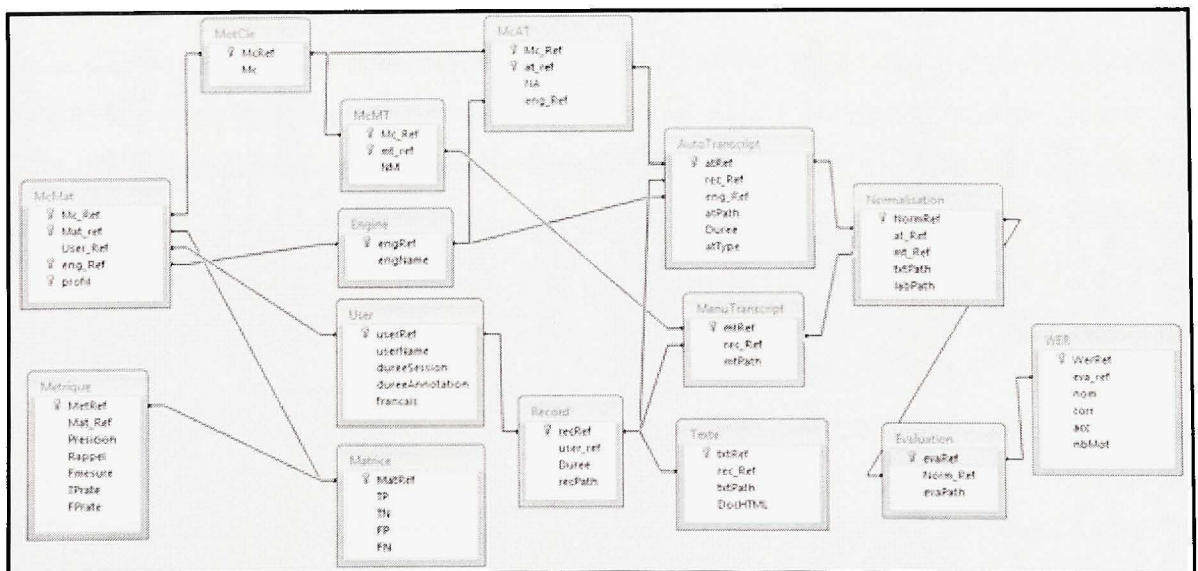 MotCle
McRef
Mc
McAT
Mc_Ref
at_ref
NA
eng_Ref
McMT
Mc_Ref
mt_ref
NM
AutoTranscript
atRef
rec_Ref
eng_Ref
atPath
Duree
atType
McMat
Mc_Ref
Mat_ref
User_Ref
eng_Ref
profil
Engine
engRef
engName
Normalisation
NormRef
at_Ref
mt_Ref
txtPath
labPath
User
userRef
userName
dureeSession
dureeAnnotation
francais
ManuTranscript
mtRef
rec_Ref
mtPath
WER
WerRef
eva_ref
nom
corr
acc
nbMot
Metrique
MetRef
Mat_Ref
Presision
Rappel
Fmesure
TPrate
FPrate
Matrice
MatRef
TP
TN
FP
FN
Record
recRef
user_ref
Duree
recPath
Texte
txtRef
rec_Ref
txtPath
DocHTML
Evaluation
evaRef
Norm_Ref
evaPath